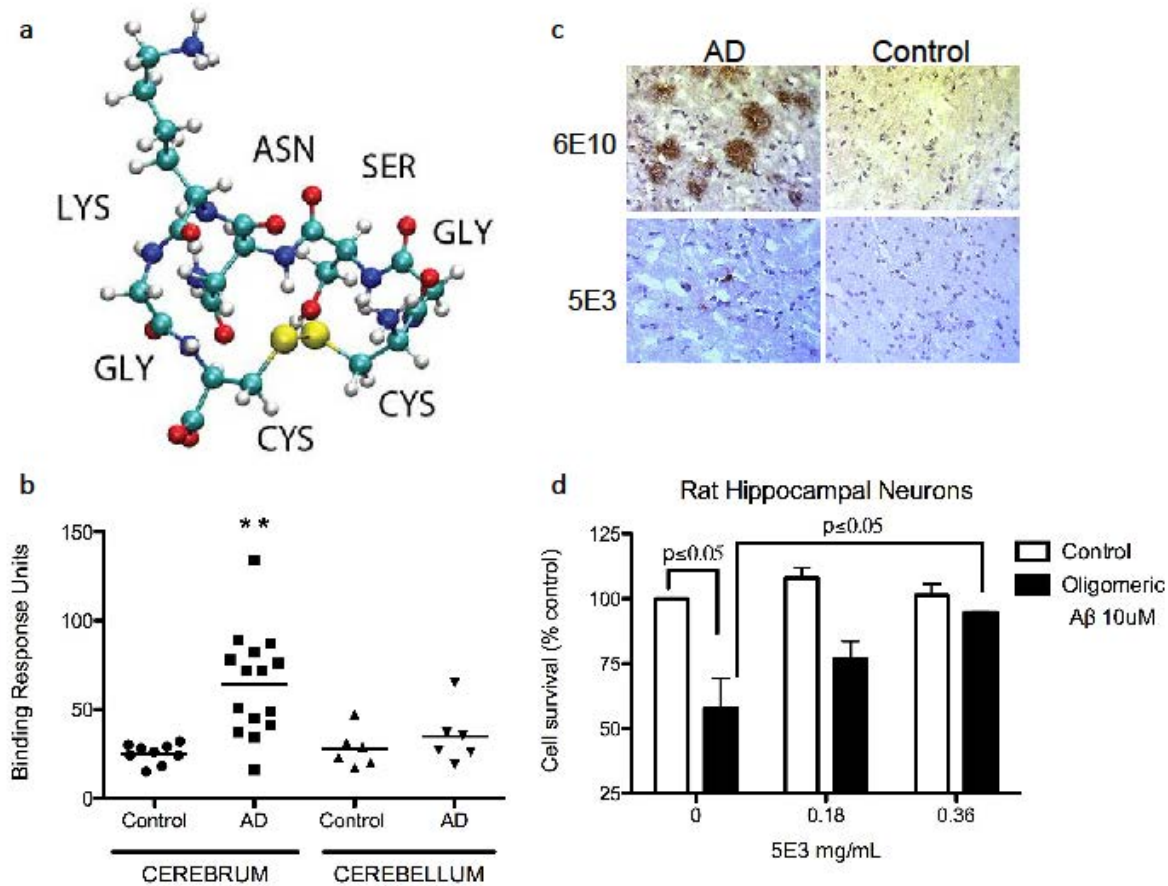 a
ASN
SER
LYS
GLY
GLY
CYS
CYS
b
**
Binding Response Units
150
100
50
0
Control
AD
Control
AD
CEREBRUM
CEREBELLUM
c
AD
Control
6E10
5E3
d
Rat Hippocampal Neurons
Cell survival (% control)
125
100
75
50
25
p≤0.05
p≤0.05
Control
Oligomeric
Aβ 10uM
0
0.18
0.36
5E3 mg/mL